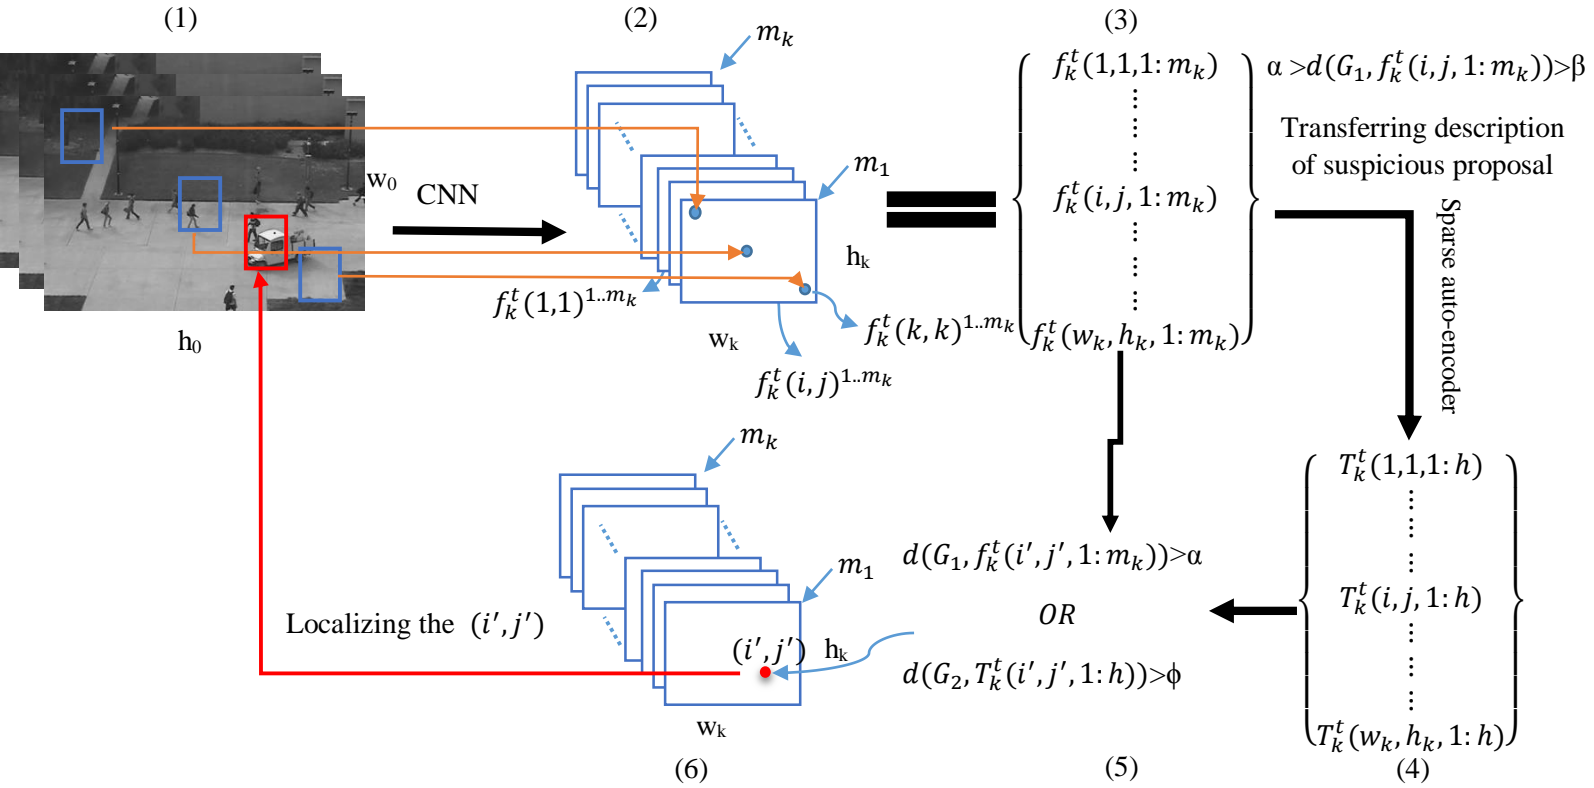 (1)
(2)
(3)
m_k
f_k^t(1,1,1:m_k)
α >d(G_1, f_k^t(i,j,1:m_k))>β
Transferring description
of suspicious proposal
w_0
CNN
m_1
f_k^t(i,j,1:m_k)
Sparse auto-encoder
h_k
f_k^t(1,1)^{1..m_k}
h_0
w_k
f_k^t(k,k)^{1..m_k}
f_k^t(w_k,h_k,1:m_k)
f_k^t(i,j)^{1..m_k}
m_k
T_k^t(1,1,1:h)
d(G_1, f_k^t(i′,j′,1:m_k))>α
m_1
T_k^t(i,j,1:h)
Localizing the (i′,j′)
OR
(i′,j′)
h_k
d(G_2, T_k^t(i′,j′,1:h))>ϕ
w_k
T_k^t(w_k,h_k,1:h)
(6)
(5)
(4)